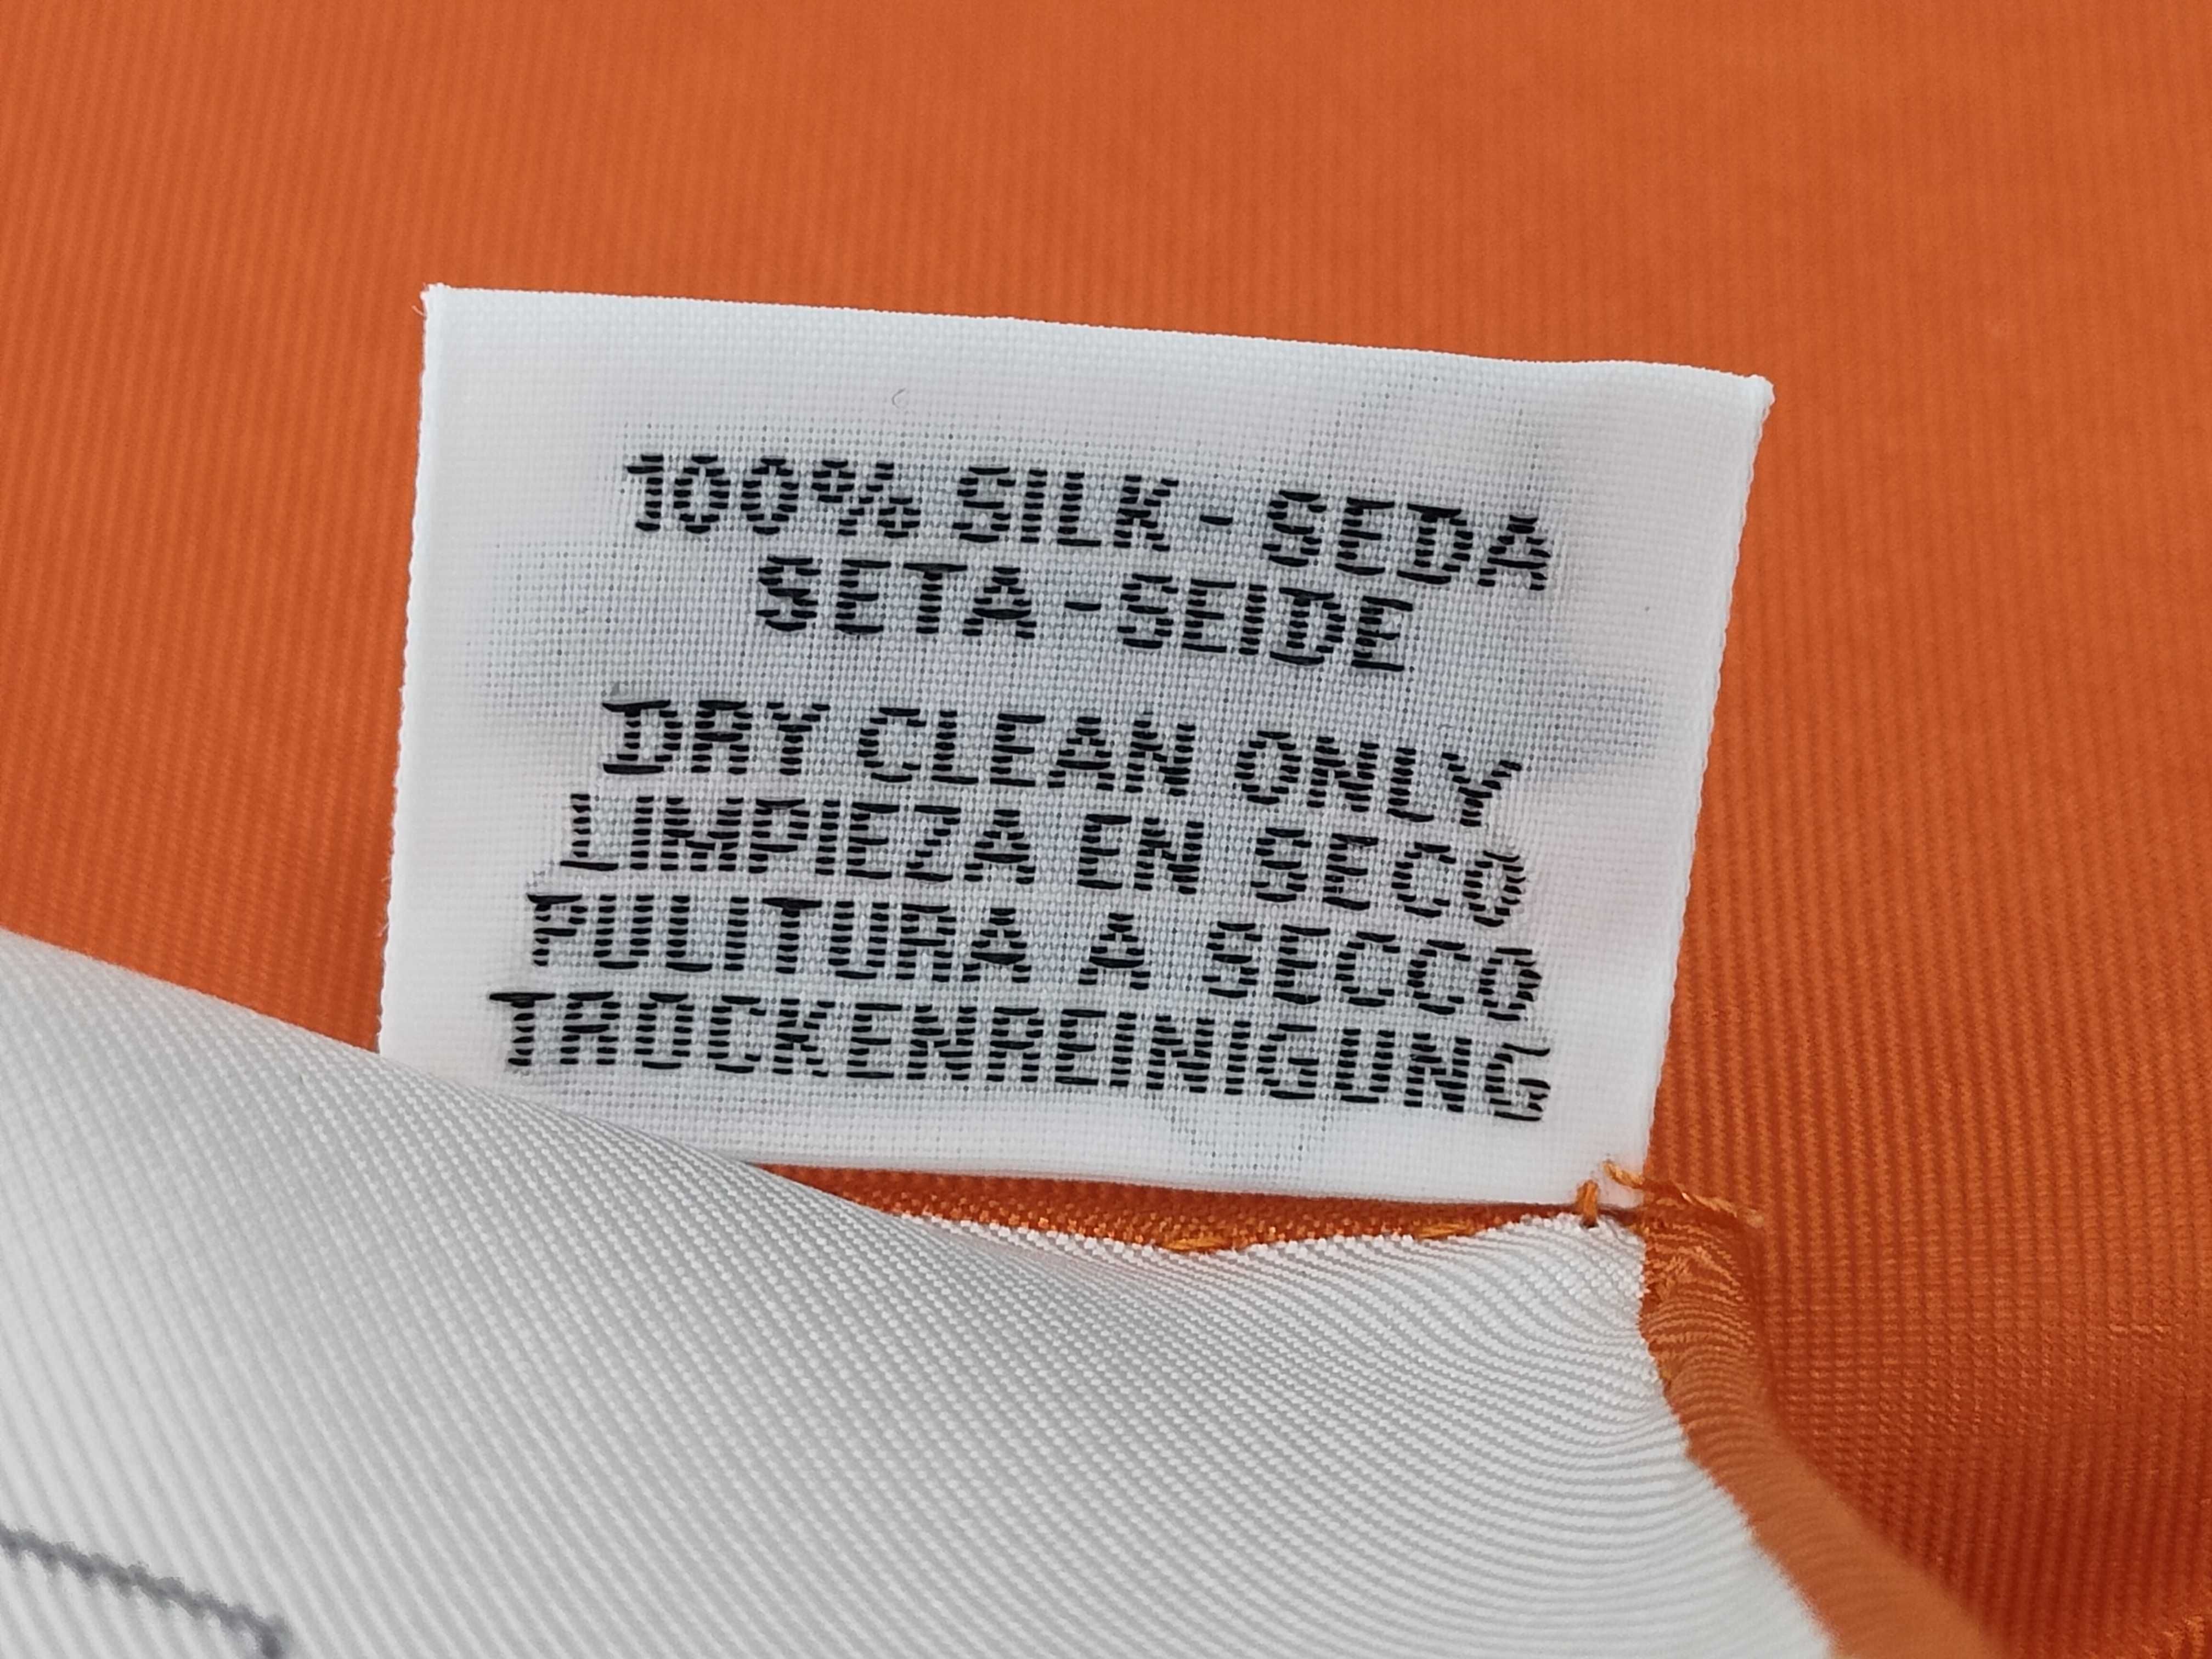 100% SILK - SEDA
SETA - SEIDE
DRY CLEAN ONLY
LIMPIEZA EN SECO
PULITURA A SECCO
TROCKENREINIGUNG